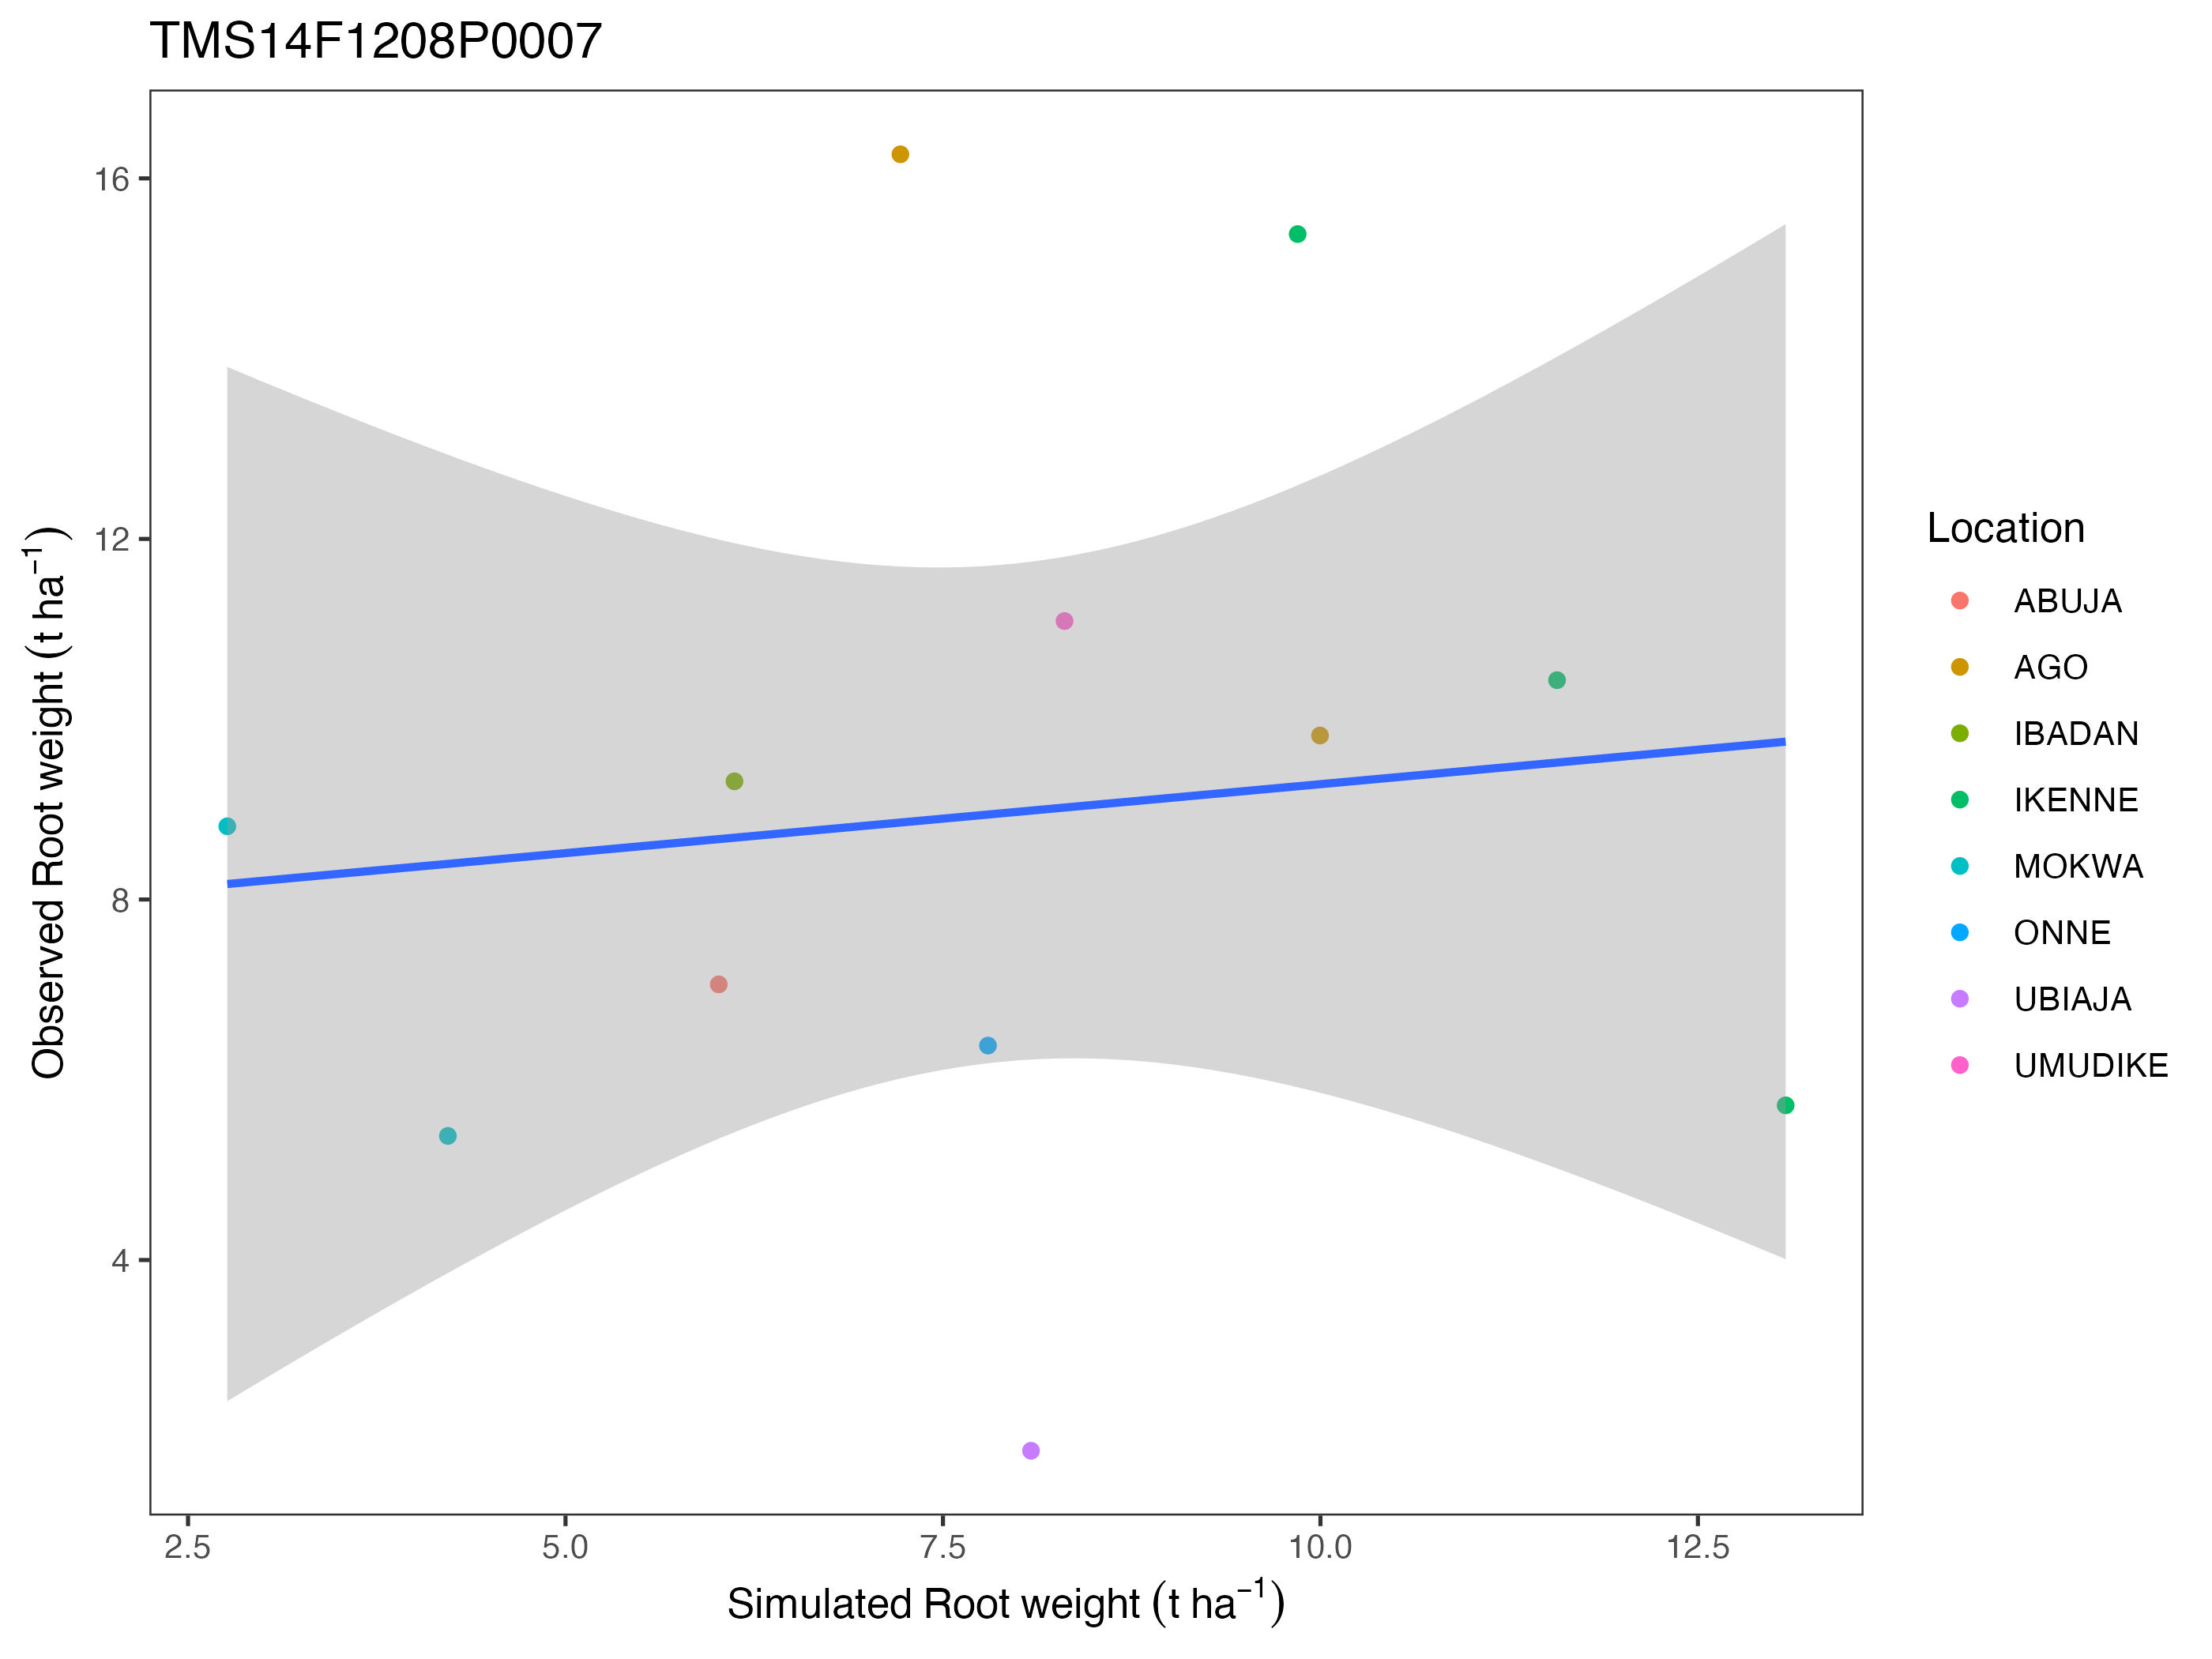 TMS14F1208P0007
Observed Root weight (t ha⁻¹)
16
12
8
4
2.5 5.0 7.5 10.0 12.5
Simulated Root weight (t ha⁻¹)
Location
ABUJA
AGO
IBADAN
IKENNE
MOKWA
ONNE
UBIAJA
UMUDIKE